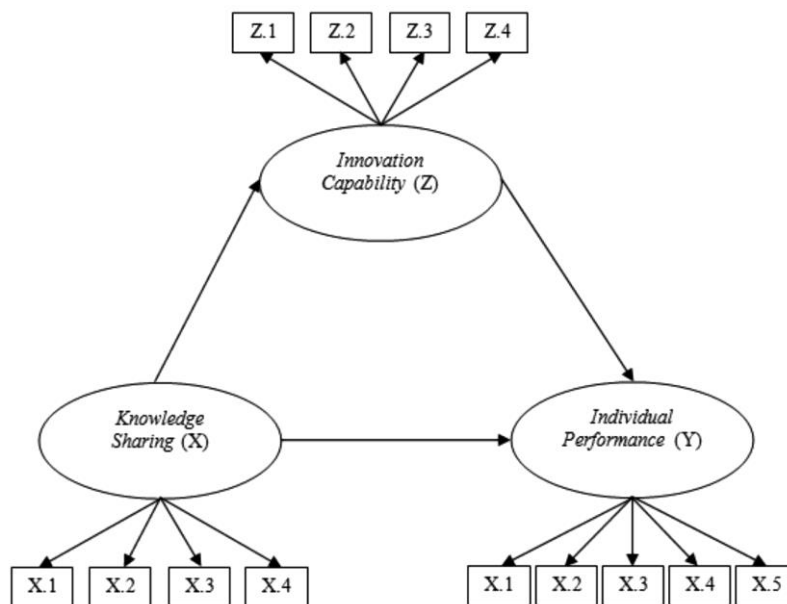 Z.1 Z.2 Z.3 Z.4
Innovation
Capability (Z)
Knowledge
Sharing (X)
Individual
Performance (Y)
X.1 X.2 X.3 X.4
X.1 X.2 X.3 X.4 X.5